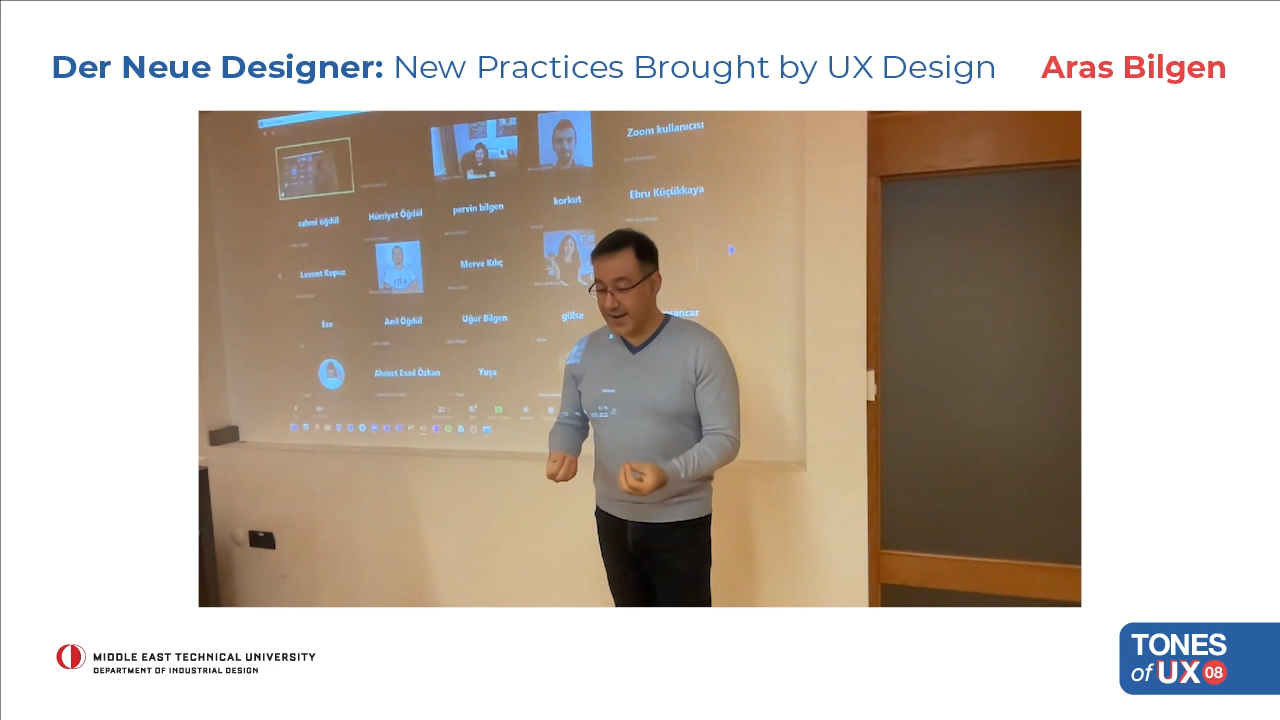 Der Neue Designer: New Practices Brought by UX Design
Aras Bilgen
Zoom kullanıcısı
Ebru Küçükkaya
rahmi öğdül
Hürriyet Öğdül
pervin bilgen
korkut
Levent Kopuz
Merve Kılıç
Ece
Anıl Öğdül
Uğur Bilgen
gülse
Ahmet Esad Özkan
Yuşa
MIDDLE EAST TECHNICAL UNIVERSITY
DEPARTMENT OF INDUSTRIAL DESIGN
TONES
of UX 08